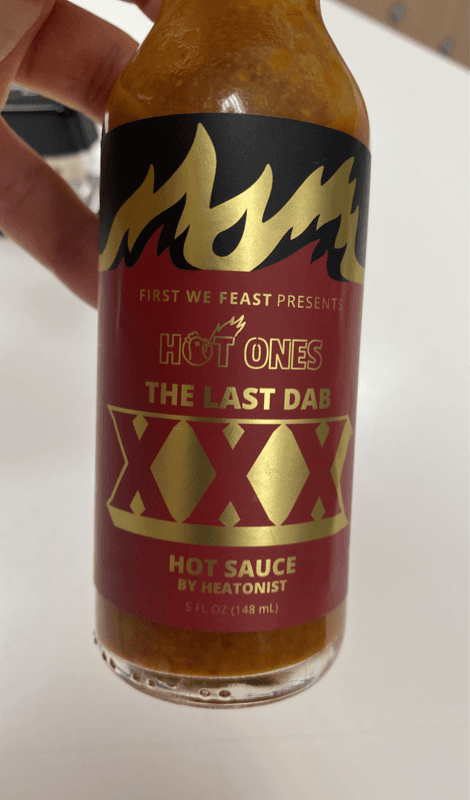 FIRST WE FEAST PRESENTS
HOT ONES
THE LAST DAB
XXX
HOT SAUCE
BY HEATONIST
5 FL OZ (148 mL)